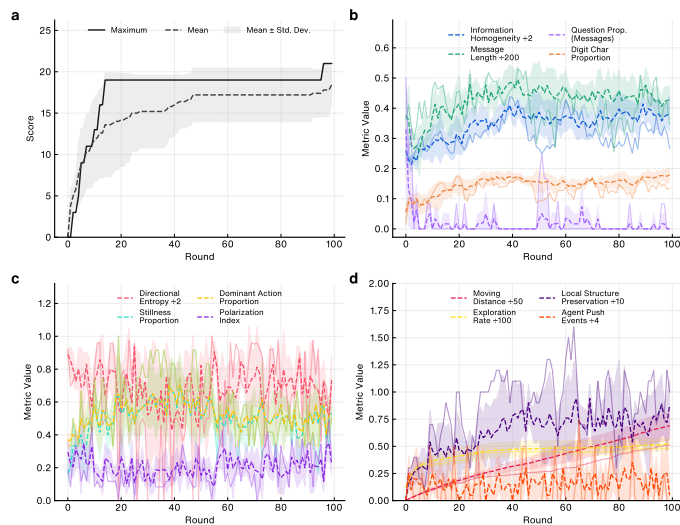 a
Maximum
Mean
Mean ± Std. Dev.
25
20
15
10
5
0
Score
0
20
40
60
80
100
Round
b
Information
Homogeneity ÷2
Message
Length ÷200
Question Prop.
(Messages)
Digit Char
Proportion
0.6
0.5
0.4
0.3
0.2
0.1
0.0
Metric Value
0
20
40
60
80
100
Round
c
Directional
Entropy ÷2
Stillness
Proportion
Dominant Action
Proportion
Polarization
Index
1.2
1.0
0.8
0.6
0.4
0.2
0.0
Metric Value
0
20
40
60
80
100
Round
d
Moving
Distance ÷50
Exploration
Rate ÷100
Local Structure
Preservation ÷10
Agent Push
Events ÷4
2.00
1.75
1.50
1.25
1.00
0.75
0.50
0.25
0.00
Metric Value
0
20
40
60
80
100
Round